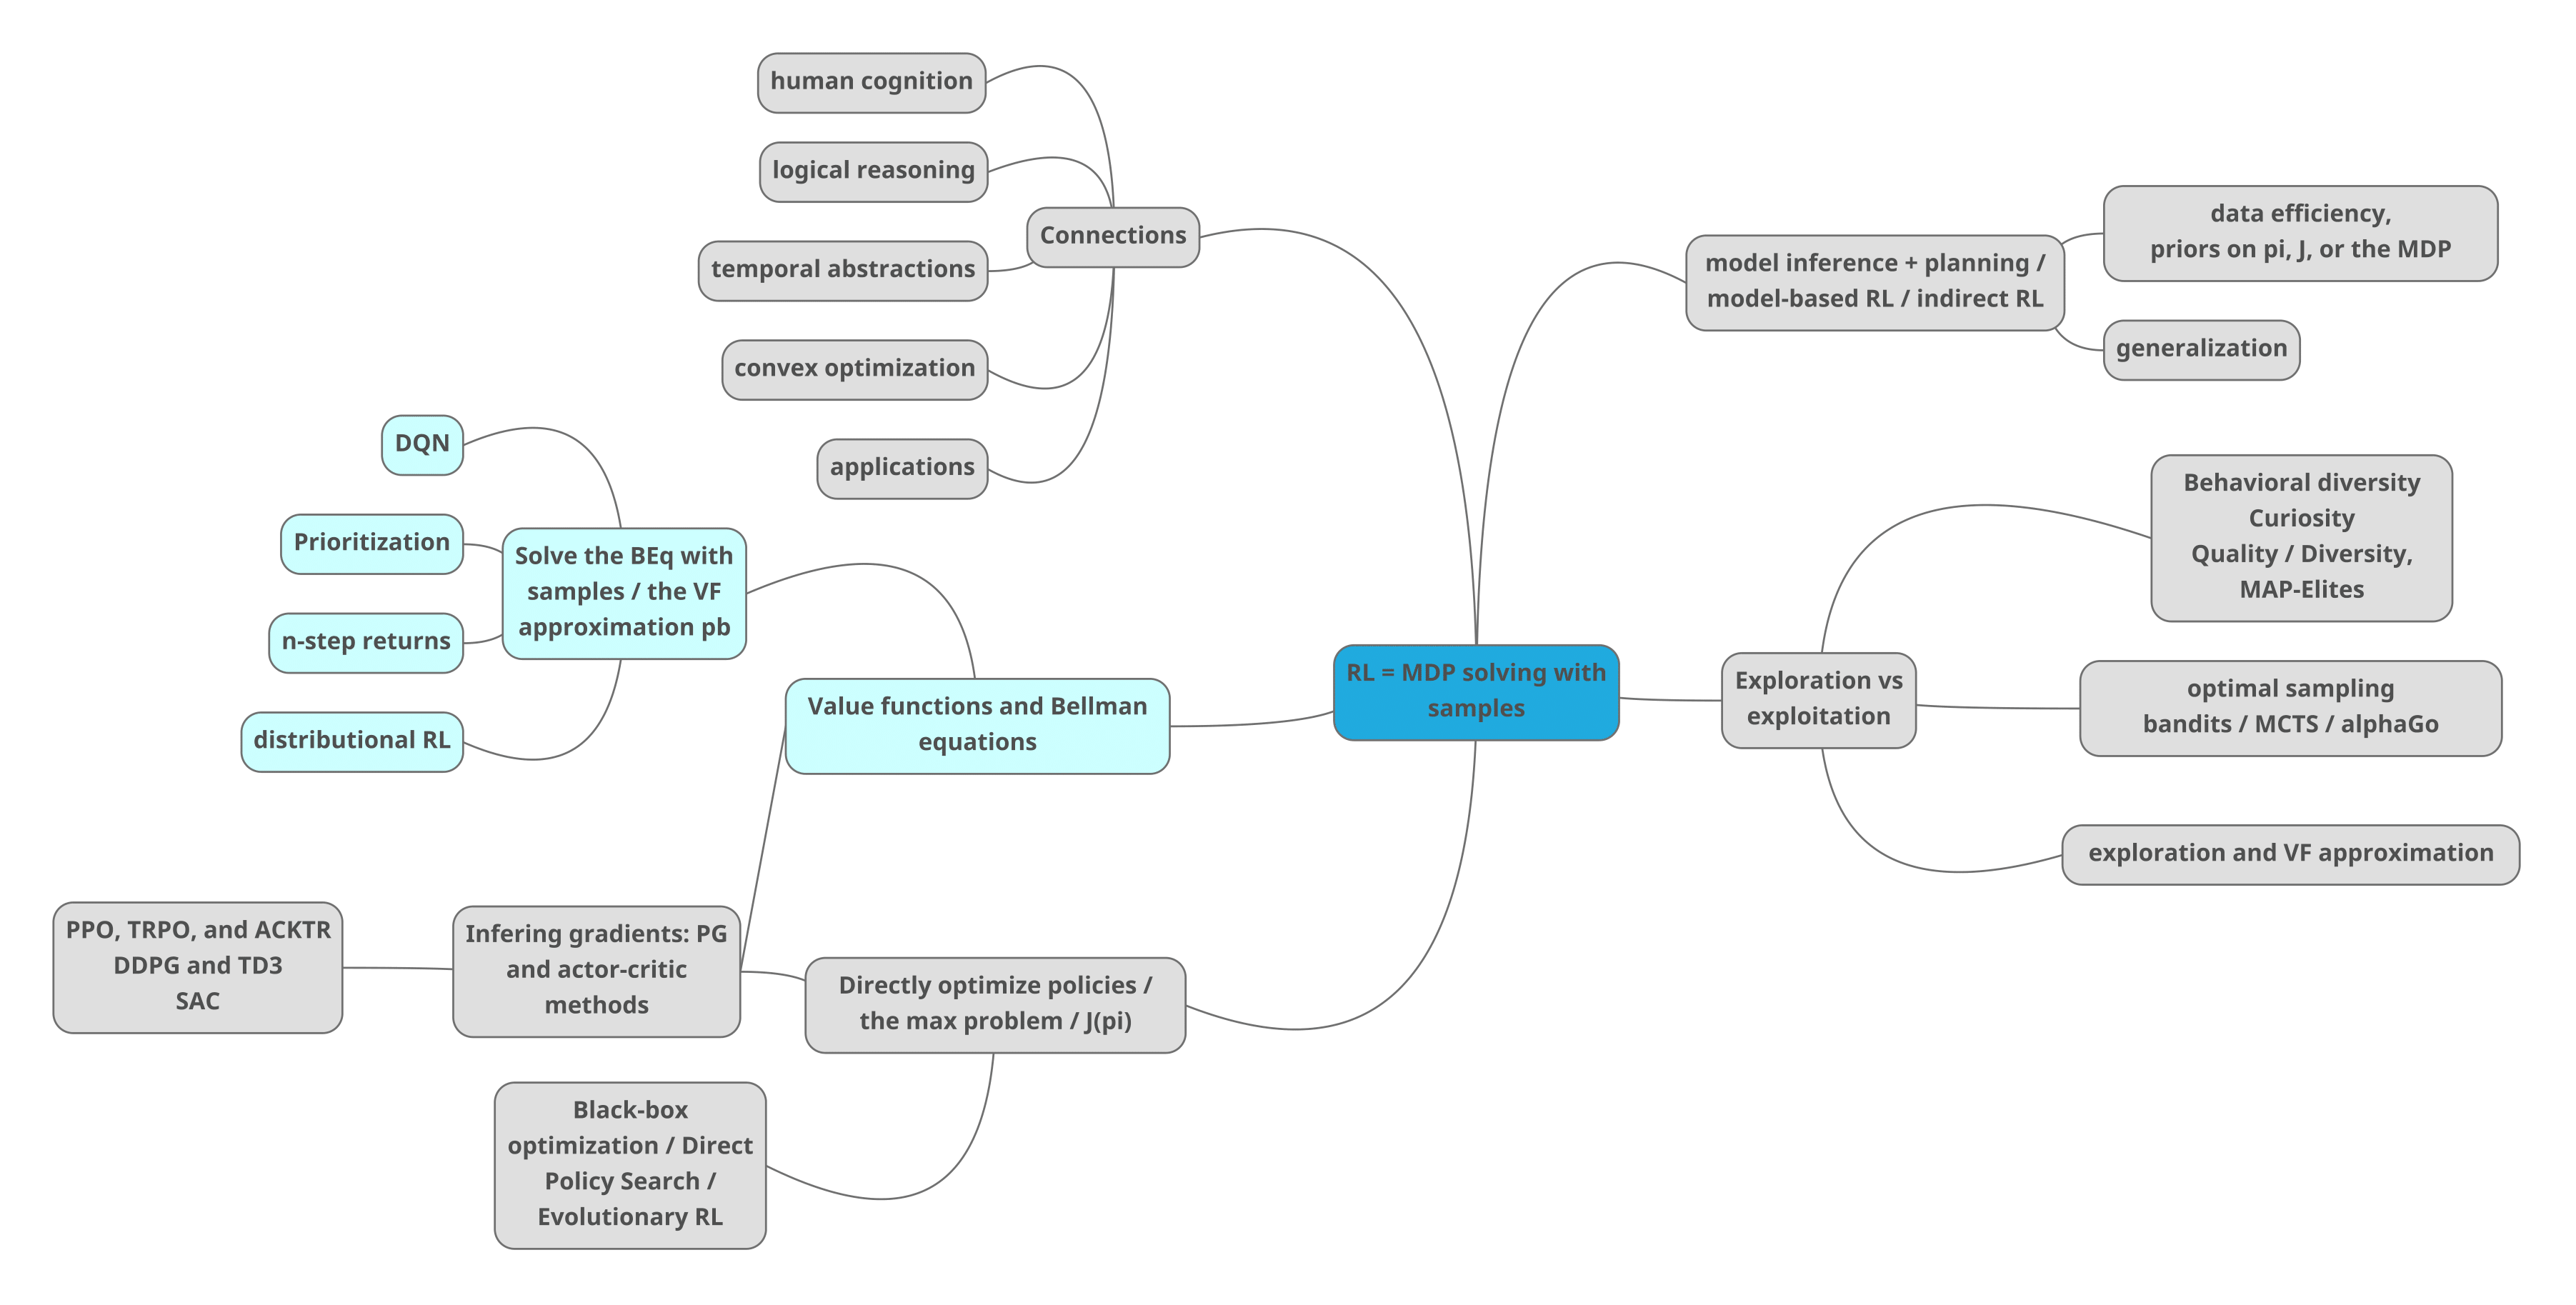 human cognition
logical reasoning
temporal abstractions
convex optimization
applications
Connections
DQN
Prioritization
n-step returns
distributional RL
Solve the BEq with
samples / the VF
approximation pb
Value functions and Bellman
equations
PPO, TRPO, and ACKTR
DDPG and TD3
SAC
Infering gradients: PG
and actor-critic
methods
Directly optimize policies /
the max problem / J(pi)
Black-box
optimization / Direct
Policy Search /
Evolutionary RL
RL = MDP solving with
samples
model inference + planning /
model-based RL / indirect RL
data efficiency,
priors on pi, J, or the MDP
generalization
Exploration vs
exploitation
Behavioral diversity
Curiosity
Quality / Diversity,
MAP-Elites
optimal sampling
bandits / MCTS / alphaGo
exploration and VF approximation